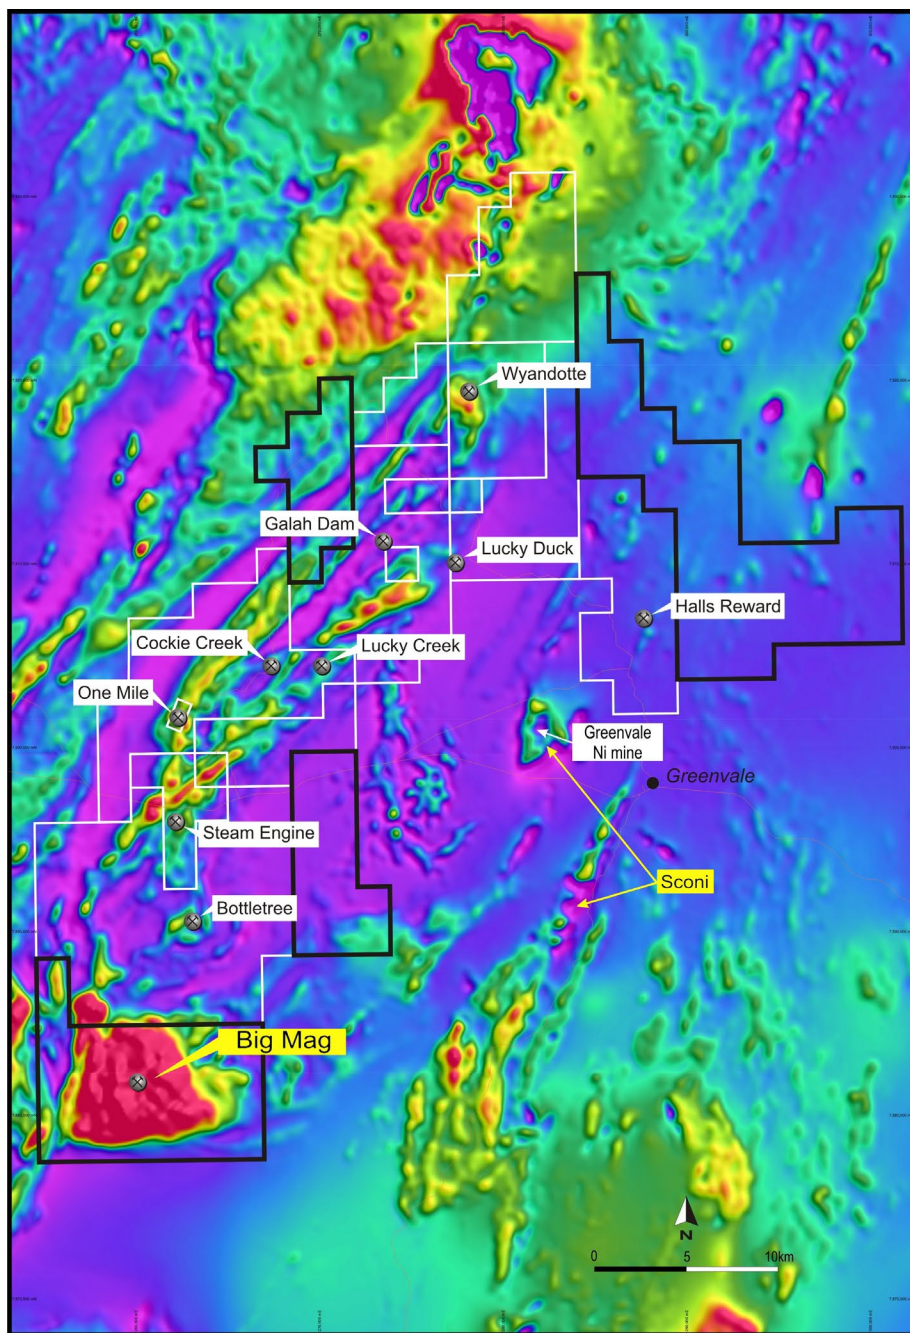 Wyandotte
Galah Dam
Lucky Duck
Halls Reward
Cockie Creek
Lucky Creek
One Mile
Greenvale
Ni mine
Greenvale
Steam Engine
Sconi
Bottletree
Big Mag
N
0 5 10km